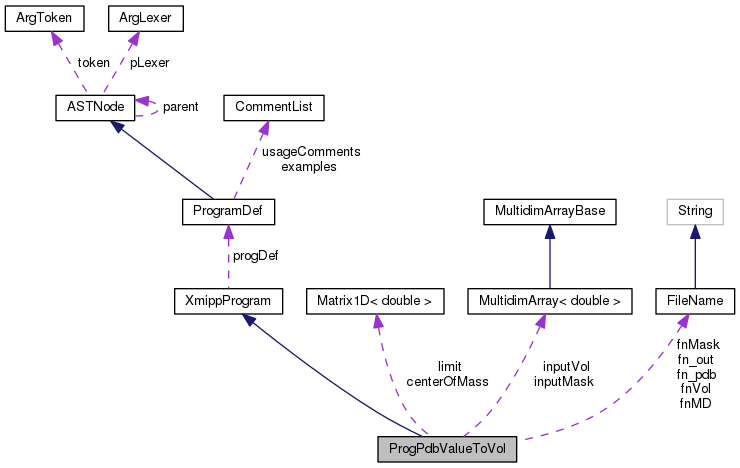 ArgToken
ArgLexer
token
pLexer
ASTNode
parent
CommentList
usageComments
examples
ProgramDef
MultidimArrayBase
String
progDef
XmippProgram
Matrix1D< double >
MultidimArray< double >
FileName
limit
centerOfMass
inputVol
inputMask
fnMask
fn_out
fn_pdb
fnVol
fnMD
ProgPdbValueToVol